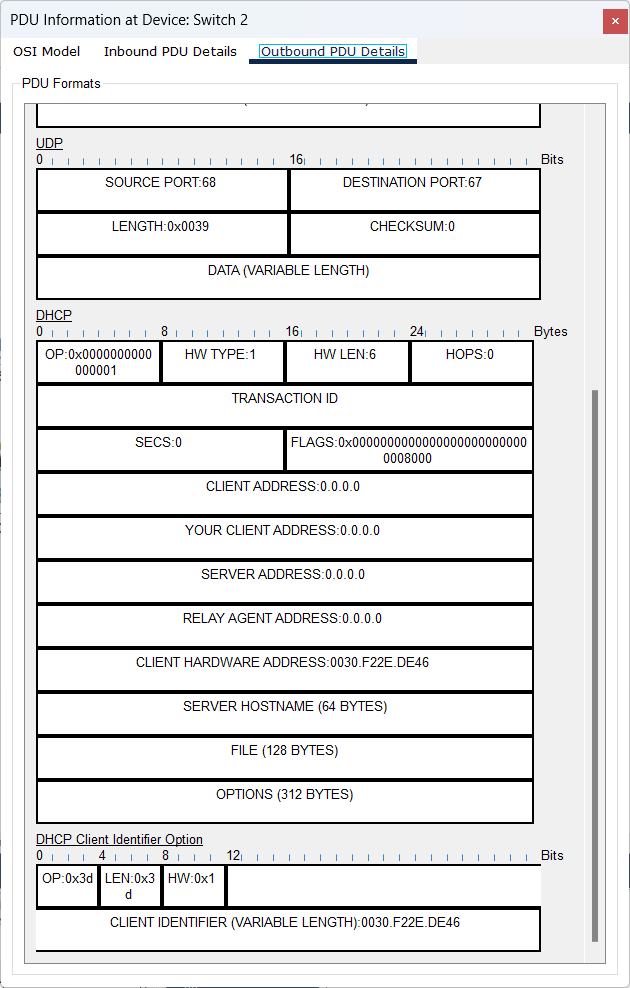 PDU Information at Device: Switch 2
OSI Model Inbound PDU Details Outbound PDU Details
PDU Formats
UDP
0 16 Bits
SOURCE PORT:68 DESTINATION PORT:67
LENGTH:0x0039 CHECKSUM:0
DATA (VARIABLE LENGTH)
DHCP
0 8 16 24 Bytes
OP:0x0000000000 HW TYPE:1 HW LEN:6 HOPS:0
000001
TRANSACTION ID
SECS:0 FLAGS:0x0000000000000000000000000
0008000
CLIENT ADDRESS:0.0.0.0
YOUR CLIENT ADDRESS:0.0.0.0
SERVER ADDRESS:0.0.0.0
RELAY AGENT ADDRESS:0.0.0.0
CLIENT HARDWARE ADDRESS:0030.F22E.DE46
SERVER HOSTNAME (64 BYTES)
FILE (128 BYTES)
OPTIONS (312 BYTES)
DHCP Client Identifier Option
0 4 8 12 Bits
OP:0x3d LEN:0x3 HW:0x1
d
CLIENT IDENTIFIER (VARIABLE LENGTH):0030.F22E.DE46